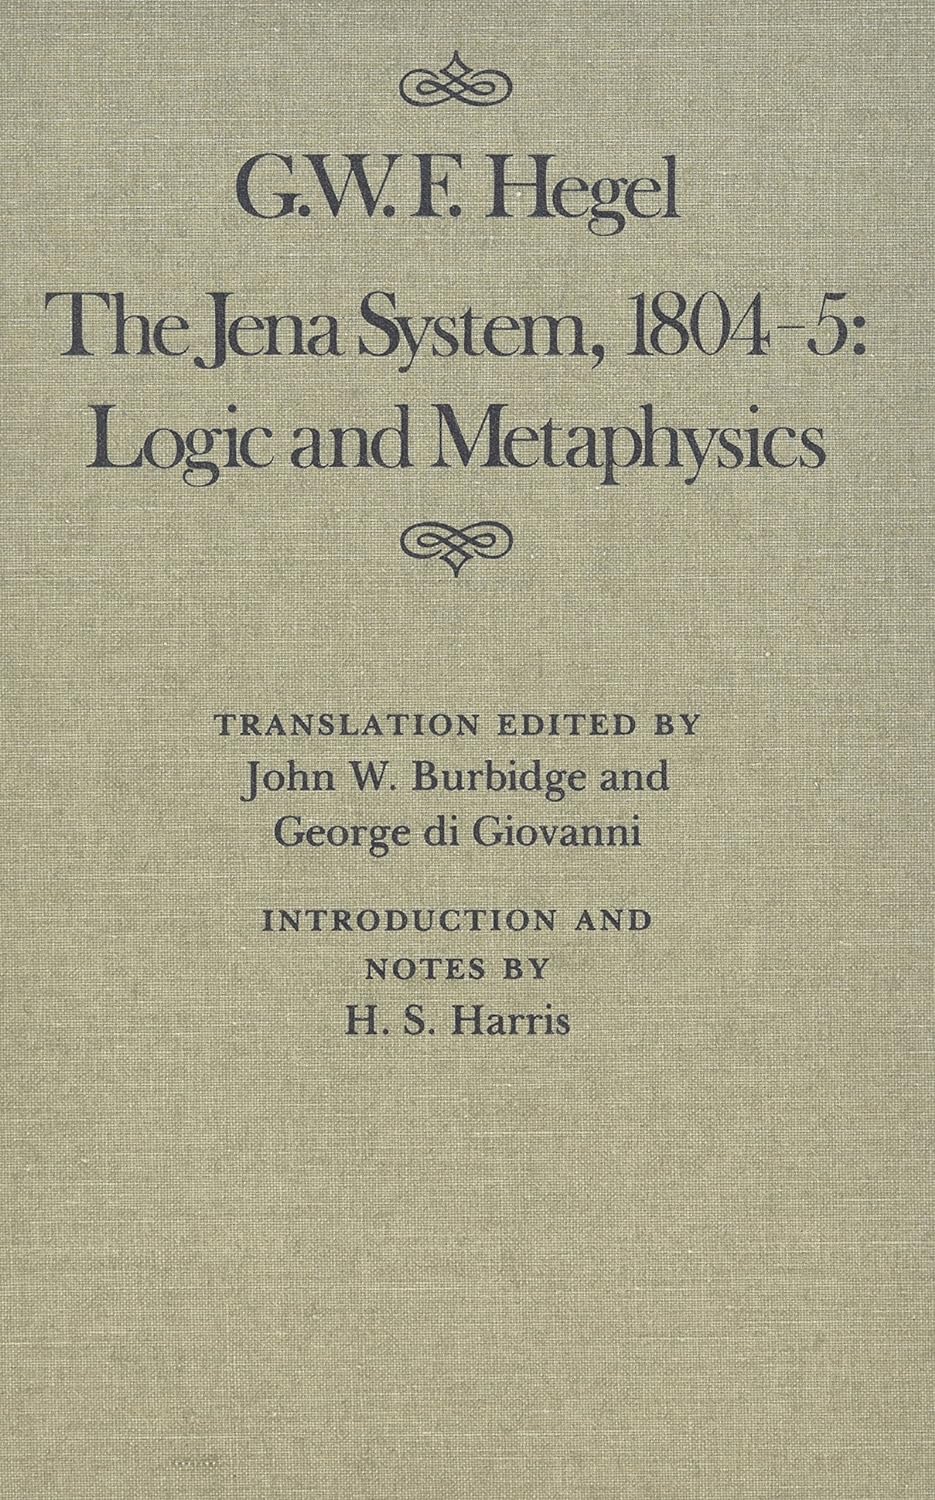 G.W.F. Hegel
The Jena System, 1804–5:
Logic and Metaphysics
TRANSLATION EDITED BY
John W. Burbidge and
George di Giovanni
INTRODUCTION AND
NOTES BY
H. S. Harris